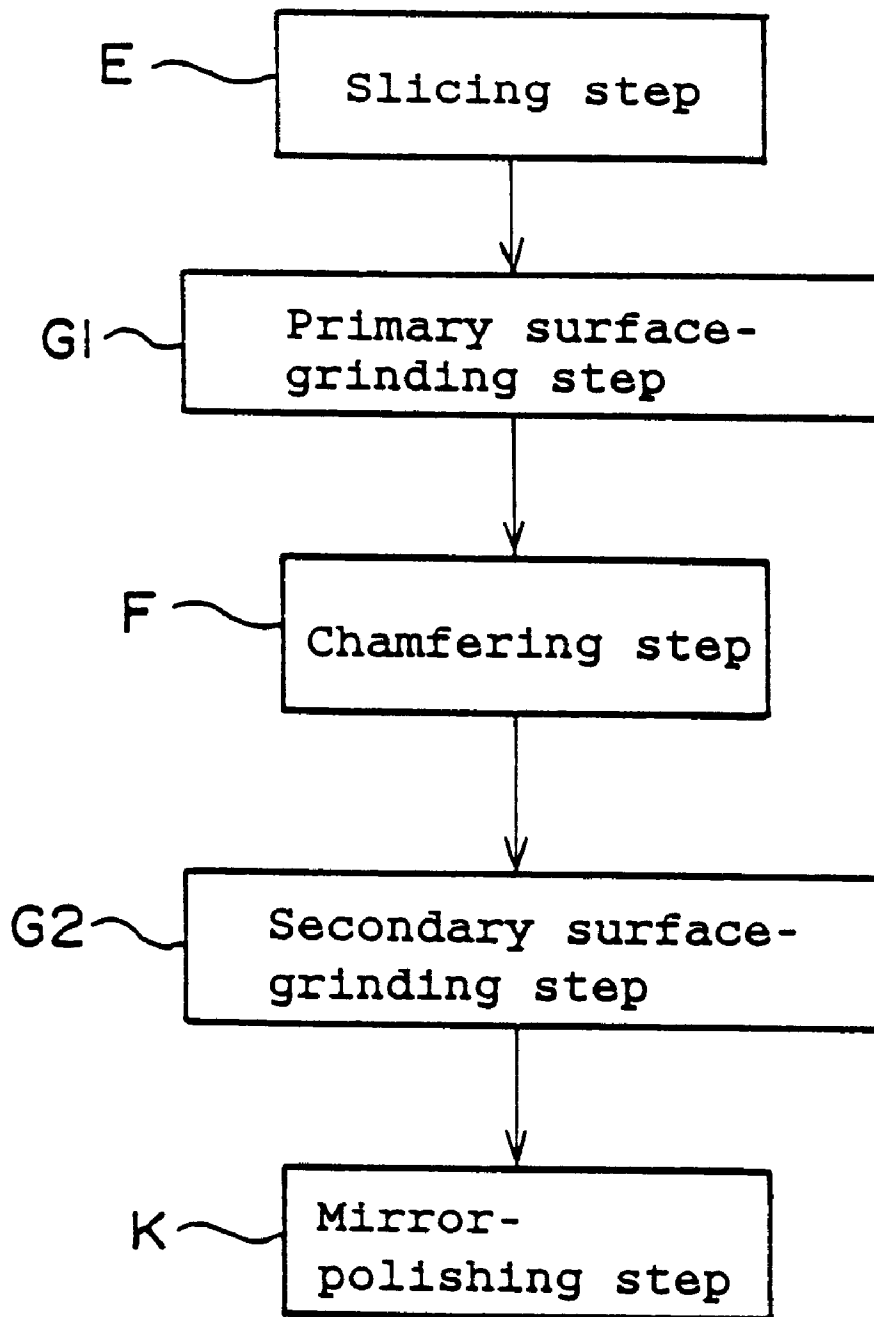 E
Slicing step
G1
Primary surface-
grinding step
F
Chamfering step
G2
Secondary surface-
grinding step
K
Mirror-
polishing step